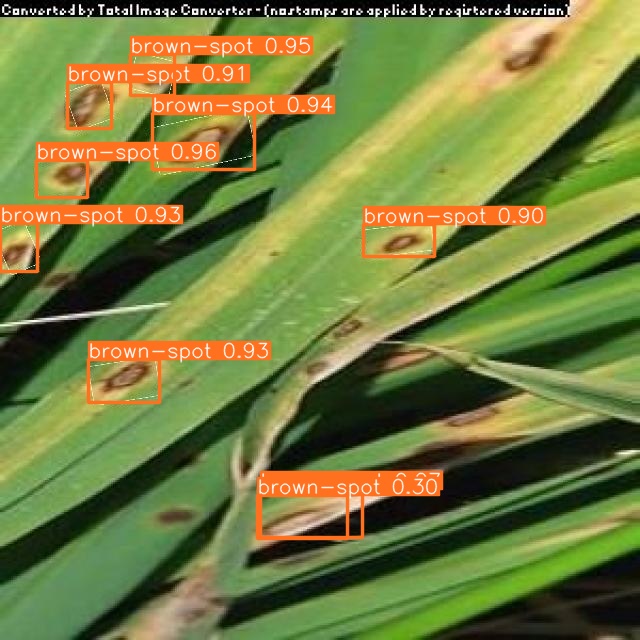 Converted by Total Image Converter - (no stamps are applied by registered version)
brown-spot 0.95
brown-spot 0.91
brown-spot 0.94
brown-spot 0.96
brown-spot 0.93
brown-spot 0.90
brown-spot 0.93
brown-spot 0.30